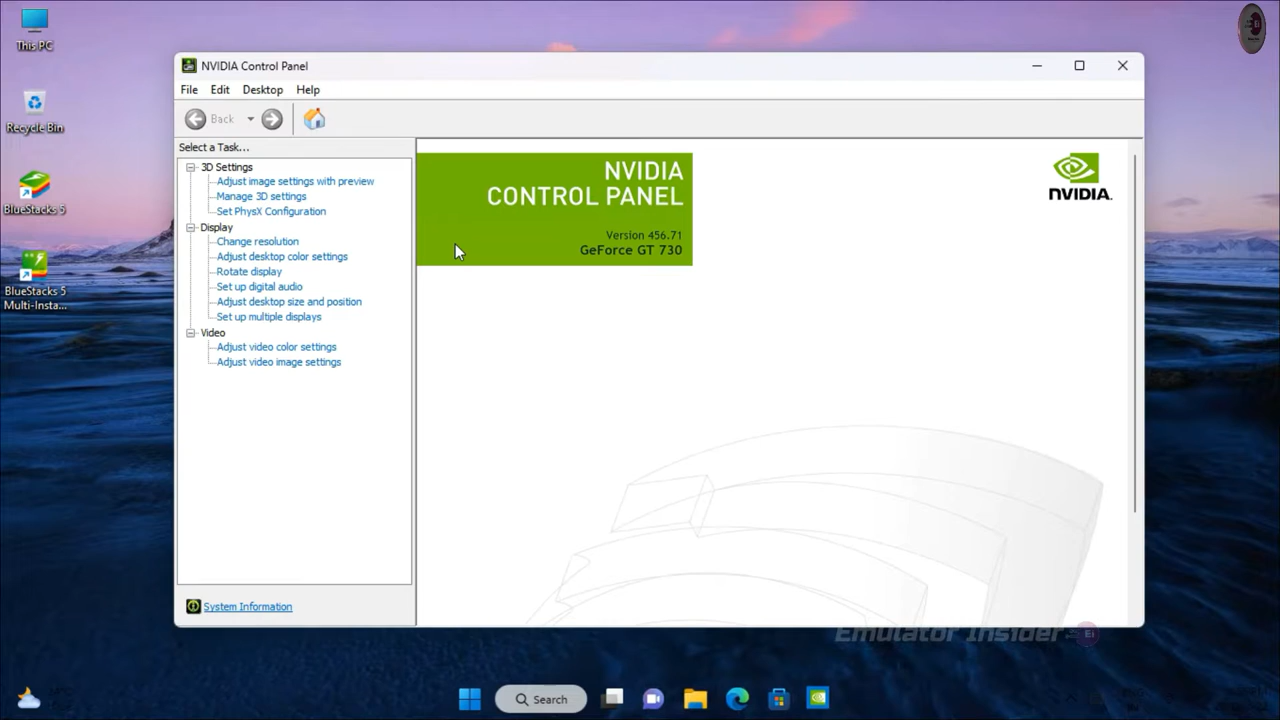 This PC
Recycle Bin
BlueStacks 5
BlueStacks 5
Multi-Insta...
NVIDIA Control Panel
File Edit Desktop Help
Back
Select a Task...
3D Settings
Adjust image settings with preview
Manage 3D settings
Set PhysX Configuration
Display
Change resolution
Adjust desktop color settings
Rotate display
Set up digital audio
Adjust desktop size and position
Set up multiple displays
Video
Adjust video color settings
Adjust video image settings
System Information
NVIDIA
CONTROL PANEL
Version 456.71
GeForce GT 730
NVIDIA.
Emulator Insider
Search